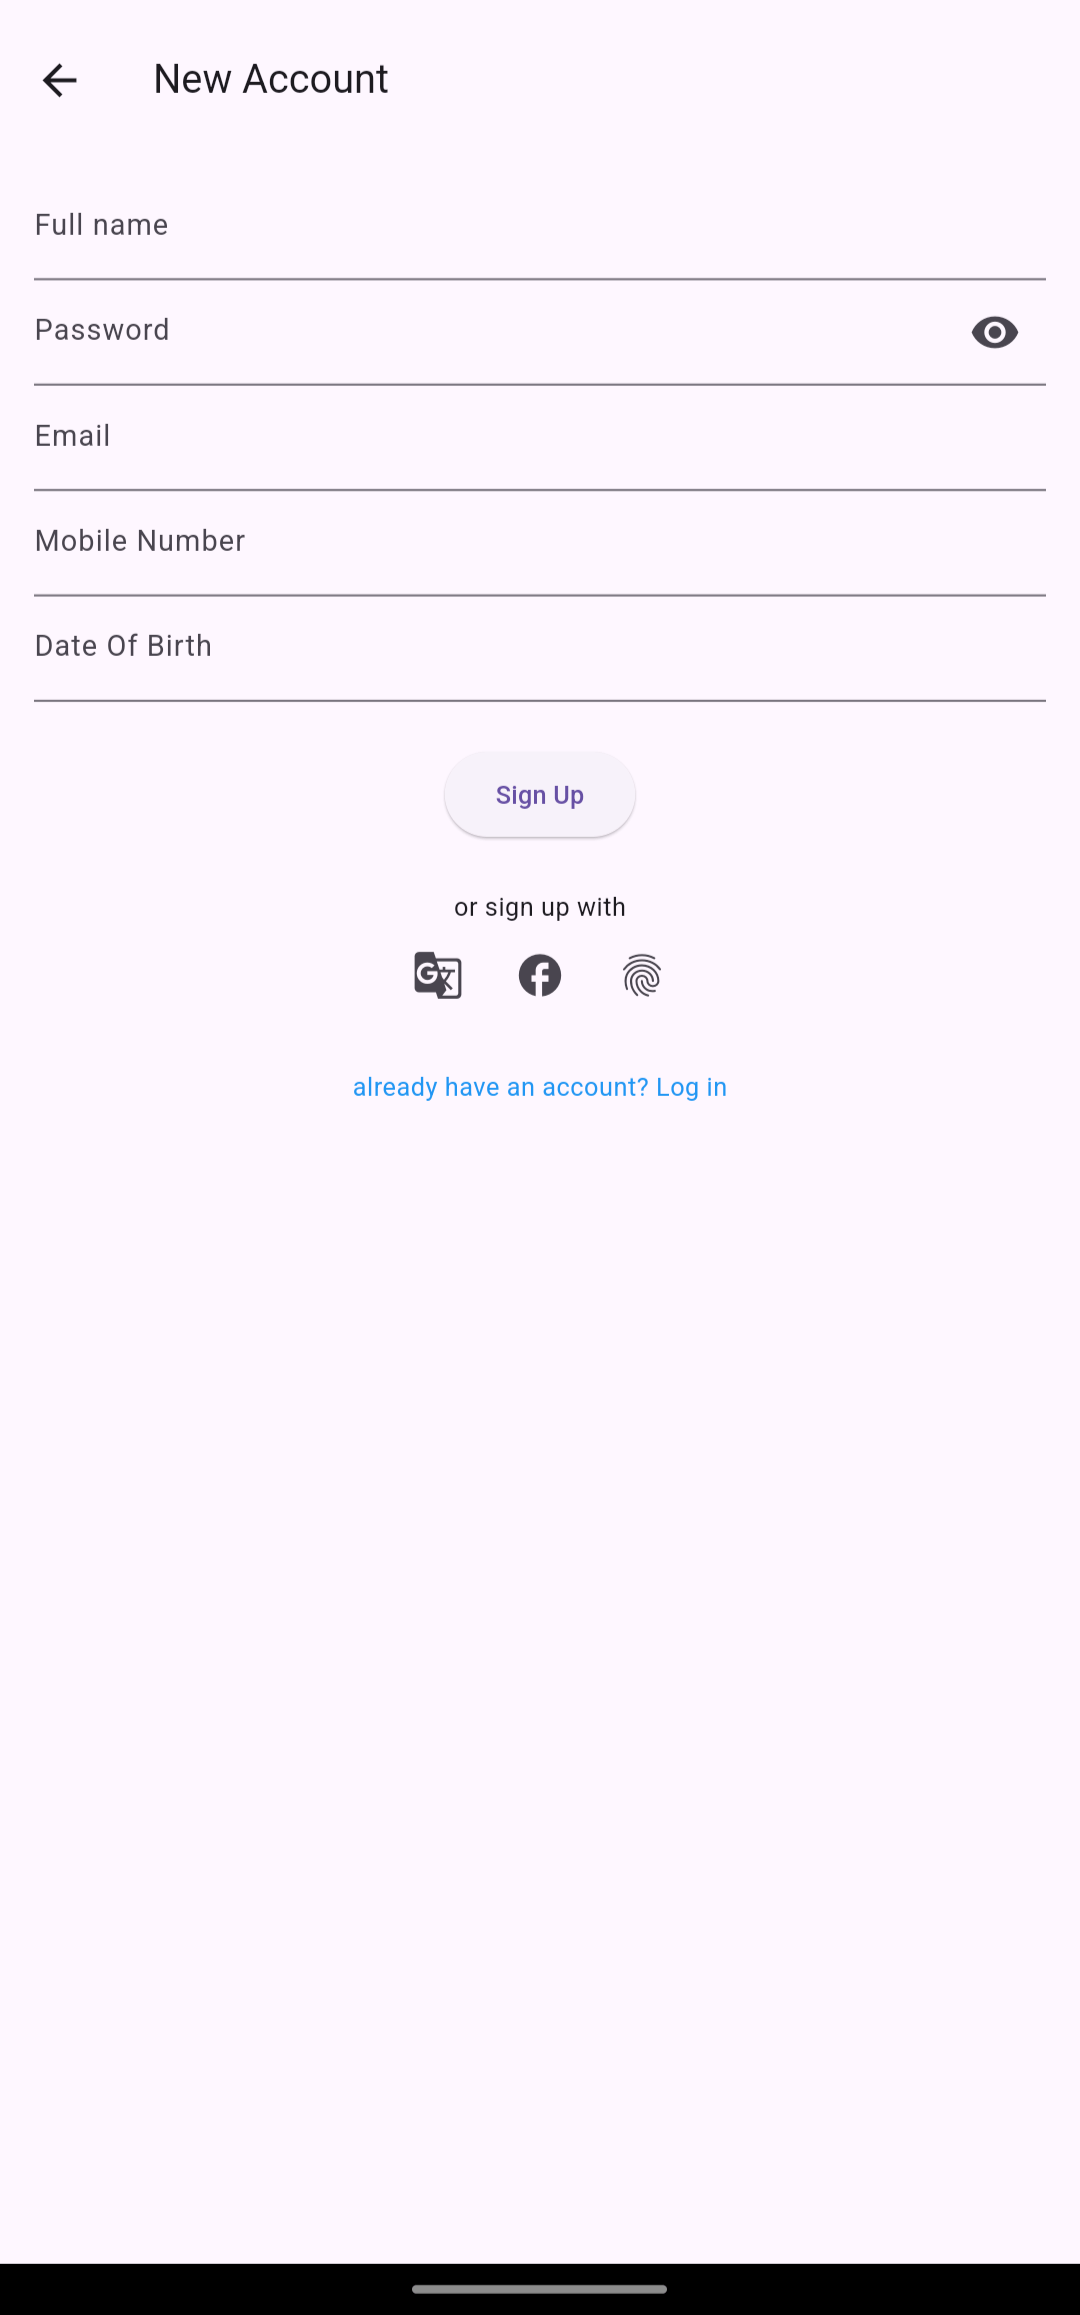 New Account
Full name
Password
Email
Mobile Number
Date Of Birth
Sign Up
or sign up with
already have an account? Log in